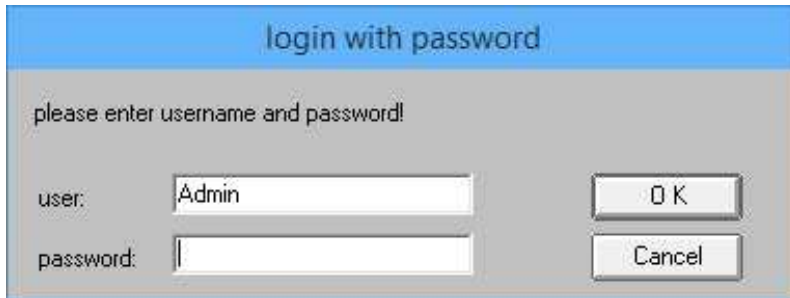 login with password
please enter username and password!
user: Admin O K
password: Cancel